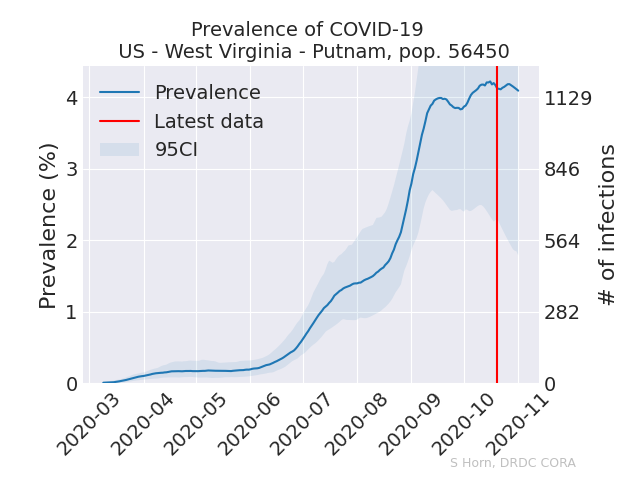 Prevalence of COVID-19
US - West Virginia - Putnam, pop. 56450
Prevalence
Latest data
95CI
Prevalence (%)
4
3
2
1
0
1129
846
564
282
0
# of infections
2020-03
2020-04
2020-05
2020-06
2020-07
2020-08
2020-09
2020-10
2020-11
S Horn, DRDC CORA